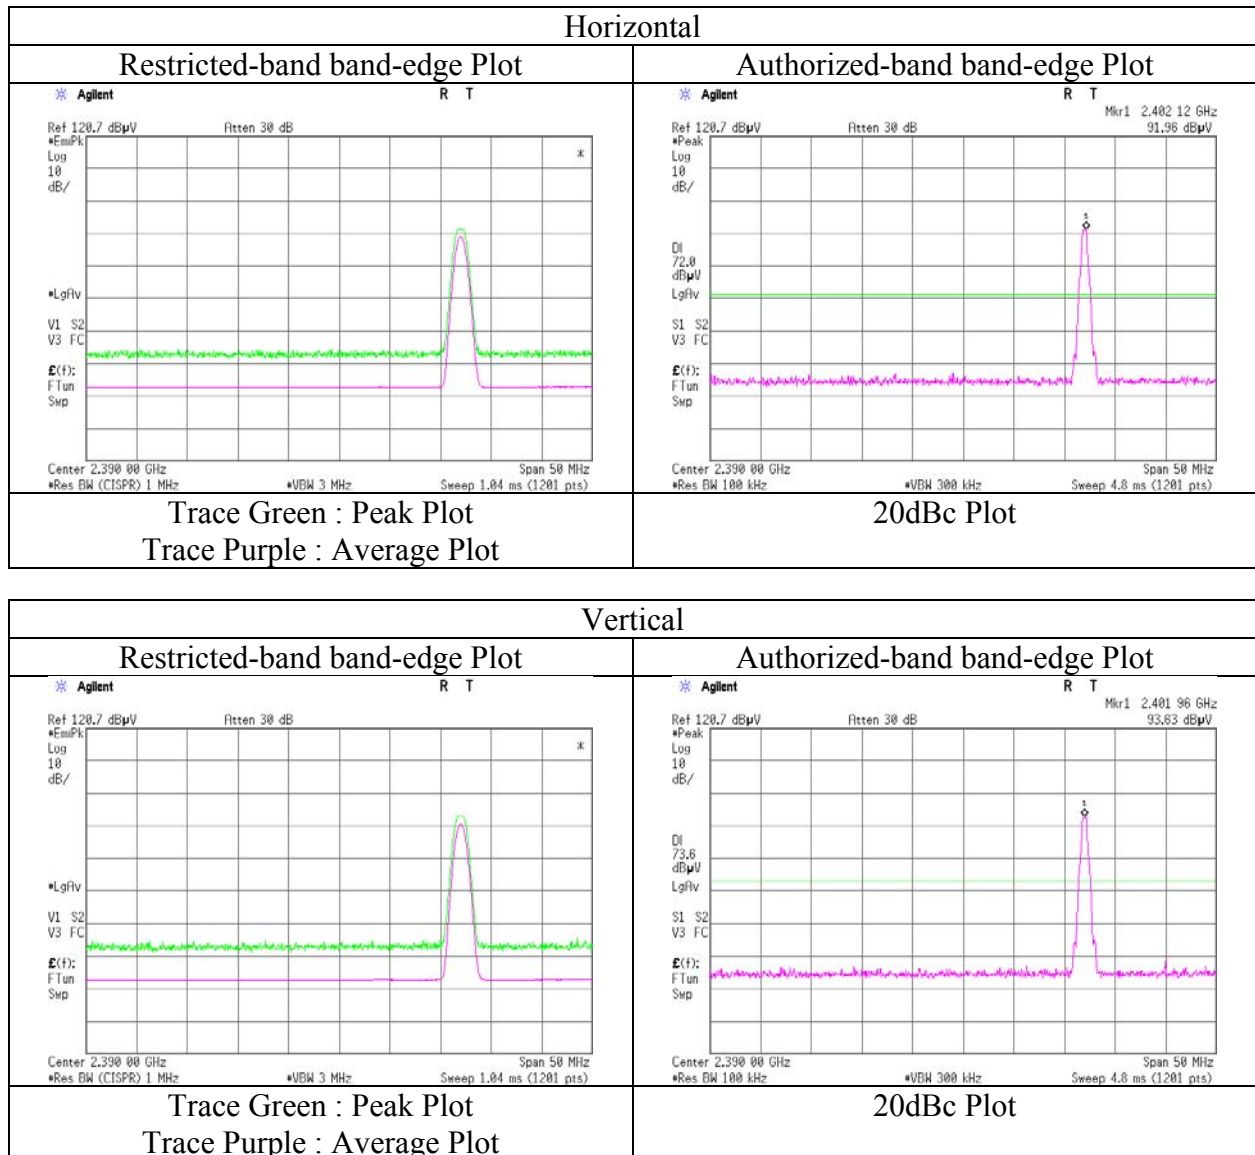 Horizontal
Restricted-band band-edge Plot
Authorized-band band-edge Plot
Agilent R T
Ref 120.7 dBµV Atten 30 dB
*EmiPk
Log
10
dB/
*
*LgAv
V1 S2
V3 FC
£(f):
FTun
Swp
Center 2.390 00 GHz Span 50 MHz
*Res BW (CISPR) 1 MHz *VBW 3 MHz Sweep 1.04 ms (1201 pts)
Agilent R T
Mkr1 2.402 12 GHz
Ref 120.7 dBµV Atten 30 dB 91.96 dBµV
*Peak
Log
10
dB/
1
DI
72.0
dBµV
LgAv
S1 S2
V3 FC
£(f):
FTun
Swp
Center 2.390 00 GHz Span 50 MHz
*Res BW 100 kHz *VBW 300 kHz Sweep 4.8 ms (1201 pts)
Trace Green : Peak Plot
Trace Purple : Average Plot
20dBc Plot
Vertical
Restricted-band band-edge Plot
Authorized-band band-edge Plot
Agilent R T
Ref 120.7 dBµV Atten 30 dB
*EmiPk
Log
10
dB/
*
*LgAv
V1 S2
V3 FC
£(f):
FTun
Swp
Center 2.390 00 GHz Span 50 MHz
*Res BW (CISPR) 1 MHz *VBW 3 MHz Sweep 1.04 ms (1201 pts)
Agilent R T
Mkr1 2.401 96 GHz
Ref 120.7 dBµV Atten 30 dB 93.63 dBµV
*Peak
Log
10
dB/
1
DI
73.6
dBµV
LgAv
S1 S2
V3 FC
£(f):
FTun
Swp
Center 2.390 00 GHz Span 50 MHz
*Res BW 100 kHz *VBW 300 kHz Sweep 4.8 ms (1201 pts)
Trace Green : Peak Plot
Trace Purple : Average Plot
20dBc Plot